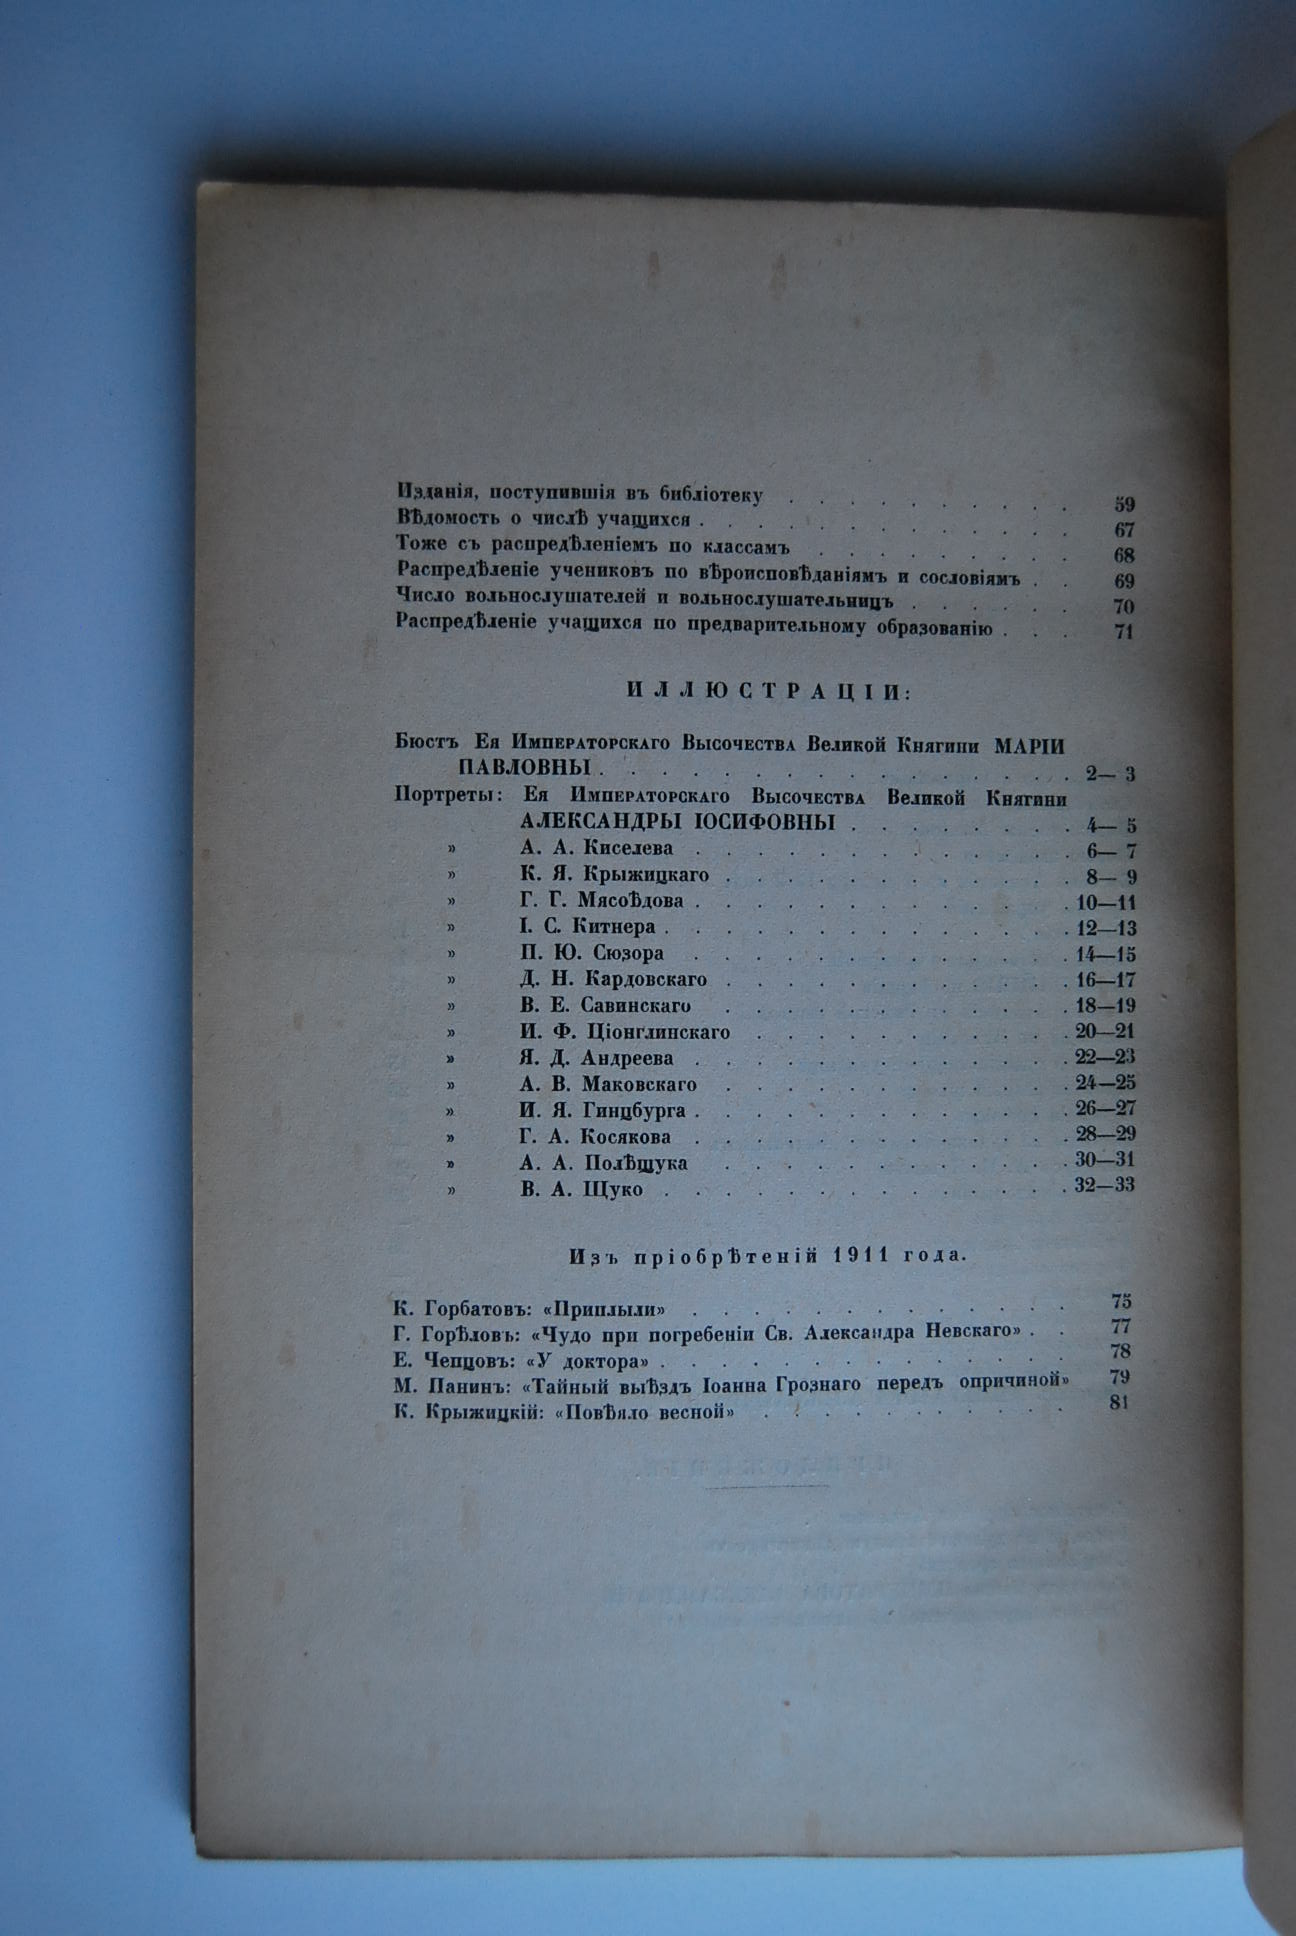 Изданія, поступившія въ библіотеку . . . . . . . . . . 59
Вѣдомость о числѣ учащихся . . . . . . . . . . . . . 67
Тоже съ распредѣленіемъ по классамъ . . . . . . . . . 68
Распредѣленіе учениковъ по вѣроисповѣданіямъ и сословіямъ . . 69
Число вольнослушателей и вольнослушательницъ . . . . . . 70
Распредѣленіе учащихся по предварительному образованію . . . 71
ИЛЛЮСТРАЦІИ:
Бюстъ Ея Императорскаго Высочества Великой Княгини МАРІИ
ПАВЛОВНЫ . . . . . . . . . . . . . . . . 2— 3
Портреты: Ея Императорскаго Высочества Великой Княгини
АЛЕКСАНДРЫ ІОСИФОВНЫ . . . . . . . . 4— 5
» А. А. Киселева . . . . . . . . . . . . . 6— 7
» К. Я. Крыжицкаго . . . . . . . . . . . . 8— 9
» Г. Г. Мясоѣдова . . . . . . . . . . . . . 10—11
» І. С. Китнера . . . . . . . . . . . . . . 12—13
» П. Ю. Сюзора . . . . . . . . . . . . . 14—15
» Д. Н. Кардовскаго . . . . . . . . . . . . 16—17
» В. Е. Савинскаго . . . . . . . . . . . . 18—19
» И. Ф. Ціонглинскаго . . . . . . . . . . . 20—21
» Я. Д. Андреева . . . . . . . . . . . . . 22—23
» А. В. Маковскаго . . . . . . . . . . . . 24—25
» И. Я. Гинцбурга . . . . . . . . . . . . . 26—27
» Г. А. Косякова . . . . . . . . . . . . . 28—29
» А. А. Полѣщука . . . . . . . . . . . . 30—31
» В. А. Щуко . . . . . . . . . . . . . . 32—33
Изъ пріобрѣтеній 1911 года.
К. Горбатовъ: «Приплыли» . . . . . . . . . . . . . 75
Г. Горѣловъ: «Чудо при погребеніи Св. Александра Невскаго» . . 77
Е. Чепцовъ: «У доктора» . . . . . . . . . . . . . . 78
М. Панинъ: «Тайный выѣздъ Іоанна Грознаго передъ опричиной» 79
К. Крыжицкій: «Повѣяло весной» . . . . . . . . . . 81